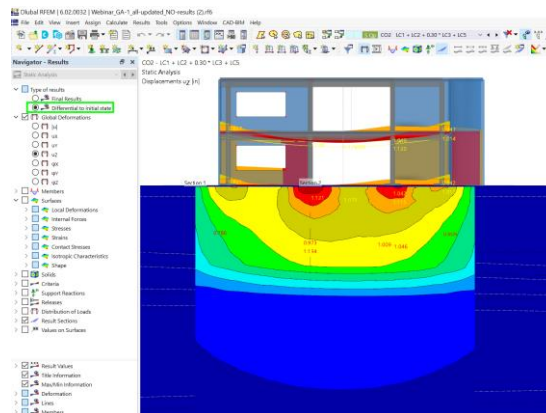 Dlubal RFEM | 6.02.0032 | Webinar_GA-1_all-updated_NO-results (2).rf6
File Edit View Insert Assign Calculate Results Tools Options Window CAD-BIM Help
CO2 LC1 + LC2 + 0.30 * LC3 + LC5
Navigator - Results
Static Analysis
CO2 - LC1 + LC2 + 0.30 * LC3 + LC5
Static Analysis
Displacements uz [in]
Type of results
Final Results
Differential to initial state
Global Deformations
|u|
ux
uy
uz
φx
φy
φz
Members
Surfaces
Local Deformations
Internal Forces
Stresses
Strains
Contact Stresses
Isotropic Characteristics
Shape
Solids
Criteria
Support Reactions
Releases
Distribution of Loads
Result Sections
Values on Surfaces
Result Values
Title Information
Max/Min Information
Deformation
Lines
Members
Section 1
Section 2